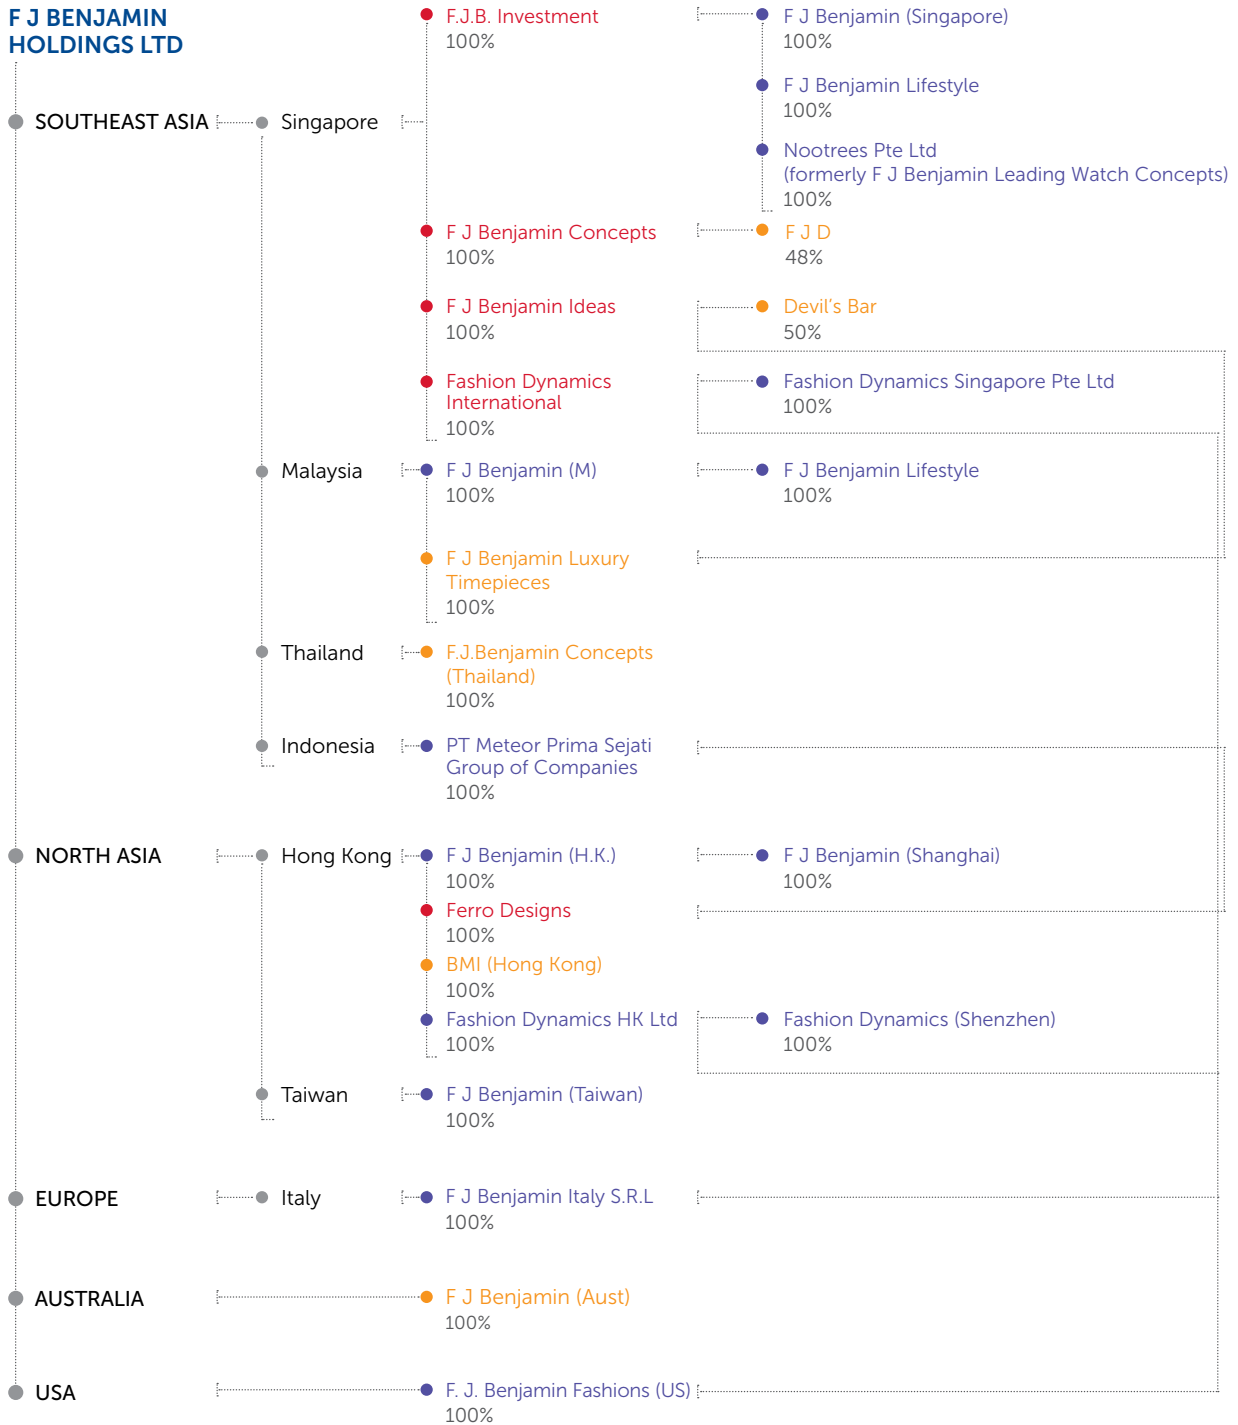 F J BENJAMIN
HOLDINGS LTD
SOUTHEAST ASIA
Singapore
F.J.B. Investment
100%
F J Benjamin (Singapore)
100%
F J Benjamin Lifestyle
100%
Nootrees Pte Ltd
(formerly F J Benjamin Leading Watch Concepts)
100%
F J Benjamin Concepts
100%
F J D
48%
F J Benjamin Ideas
100%
Devil's Bar
50%
Fashion Dynamics
International
100%
Fashion Dynamics Singapore Pte Ltd
100%
Malaysia
F J Benjamin (M)
100%
F J Benjamin Lifestyle
100%
F J Benjamin Luxury
Timepieces
100%
Thailand
F.J.Benjamin Concepts
(Thailand)
100%
Indonesia
PT Meteor Prima Sejati
Group of Companies
100%
NORTH ASIA
Hong Kong
F J Benjamin (H.K.)
100%
F J Benjamin (Shanghai)
100%
Ferro Designs
100%
BMI (Hong Kong)
100%
Fashion Dynamics HK Ltd
100%
Fashion Dynamics (Shenzhen)
100%
Taiwan
F J Benjamin (Taiwan)
100%
EUROPE
Italy
F J Benjamin Italy S.R.L
100%
AUSTRALIA
F J Benjamin (Aust)
100%
USA
F. J. Benjamin Fashions (US)
100%